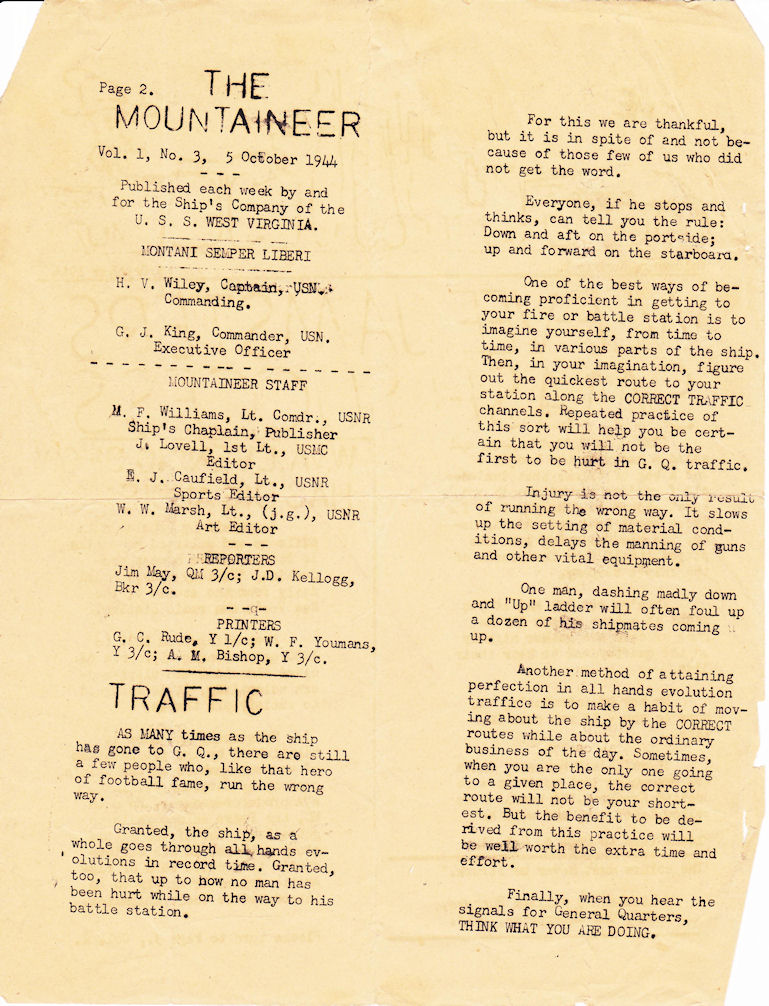 Page 2.
THE
MOUNTAINEER
Vol. 1, No. 3, 5 October 1944
- - -
Published each week by and
for the Ship's Company of the
U. S. S. WEST VIRGINIA.
MONTANI SEMPER LIBERI
H. V. Wiley, Captain, USN.
Commanding.
G. J. King, Commander, USN.
Executive Officer
MOUNTAINEER STAFF
M. F. Williams, Lt. Comdr., USNR
Ship's Chaplain, Publisher
J. Lovell, 1st Lt., USMC
Editor
E. J. Caufield, Lt., USNR
Sports Editor
W. W. Marsh, Lt., (j.g.), USNR
Art Editor
- - -
REPORTERS
Jim May, QM 3/c; J.D. Kellogg,
Bkr 3/c.
- -q-
PRINTERS
G. C. Rude, Y 1/c; W. F. Youmans,
Y 3/c; A. M. Bishop, Y 3/c.
TRAFFIC
AS MANY times as the ship
has gone to G. Q., there are still
a few people who, like that hero
of football fame, run the wrong
way.
Granted, the ship, as a
whole goes through all hands ev-
olutions in record time. Granted,
too, that up to now no man has
been hurt while on the way to his
battle station.
For this we are thankful,
but it is in spite of and not be-
cause of those few of us who did
not get the word.
Everyone, if he stops and
thinks, can tell you the rule:
Down and aft on the portside;
up and forward on the starboard.
One of the best ways of be-
coming proficient in getting to
your fire or battle station is to
imagine yourself, from time to
time, in various parts of the ship.
Then, in your imagination, figure
out the quickest route to your
station along the CORRECT TRAFFIC
channels. Repeated practice of
this sort will help you be cert-
ain that you will not be the
first to be hurt in G. Q. traffic.
Injury is not the only result
of running the wrong way. It slows
up the setting of material cond-
itions, delays the manning of guns
and other vital equipment.
One man, dashing madly down
and "Up" ladder will often foul up
a dozen of his shipmates coming
up.
Another method of attaining
perfection in all hands evolution
traffice is to make a habit of mov-
ing about the ship by the CORRECT
routes while about the ordinary
business of the day. Sometimes,
when you are the only one going
to a given place, the correct
route will not be your short-
est. But the benefit to be de-
rived from this practice will
be well worth the extra time and
effort.
Finally, when you hear the
signals for General Quarters,
THINK WHAT YOU ARE DOING.